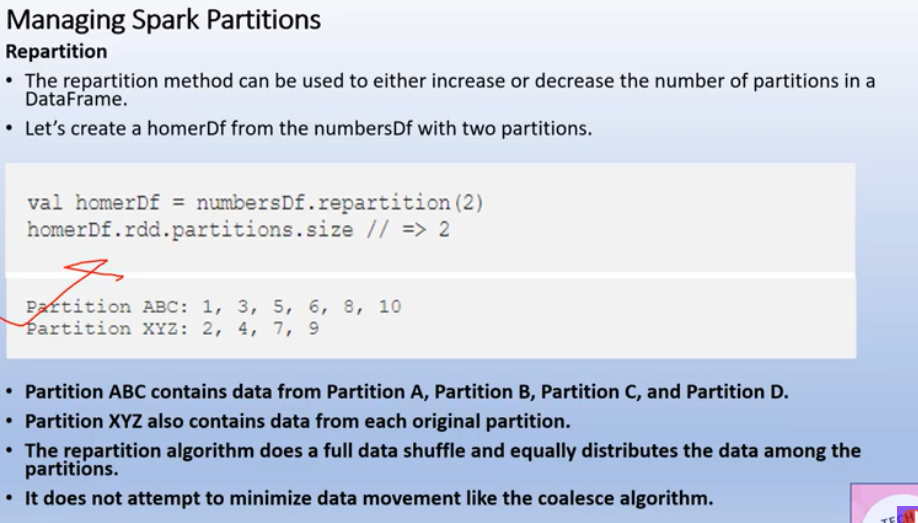 Managing Spark Partitions
Repartition
• The repartition method can be used to either increase or decrease the number of partitions in a
DataFrame.
• Let's create a homerDf from the numbersDf with two partitions.
val homerDf = numbersDf.repartition(2)
homerDf.rdd.partitions.size // => 2
Partition ABC: 1, 3, 5, 6, 8, 10
Partition XYZ: 2, 4, 7, 9
• Partition ABC contains data from Partition A, Partition B, Partition C, and Partition D.
• Partition XYZ also contains data from each original partition.
• The repartition algorithm does a full data shuffle and equally distributes the data among the
partitions.
• It does not attempt to minimize data movement like the coalesce algorithm.
TECH